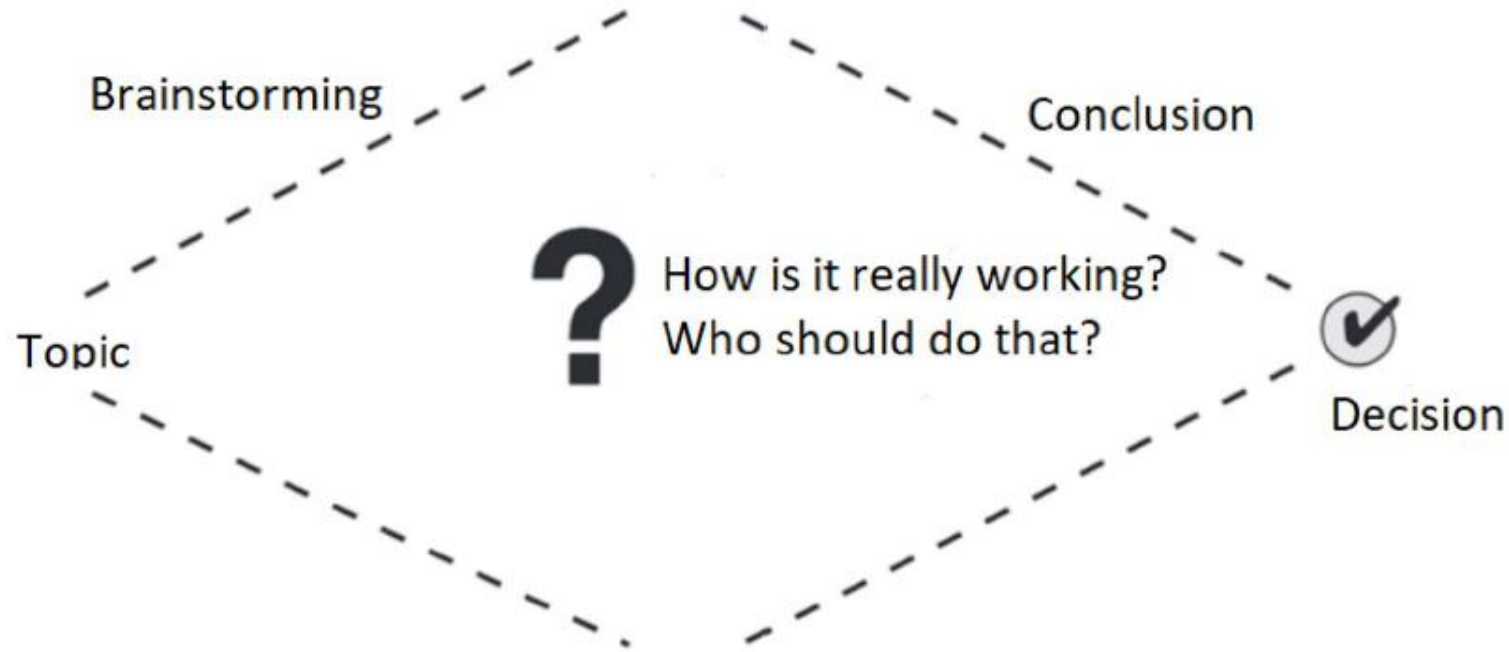 Brainstorming
Conclusion
How is it really working?
Who should do that?
Topic
Decision